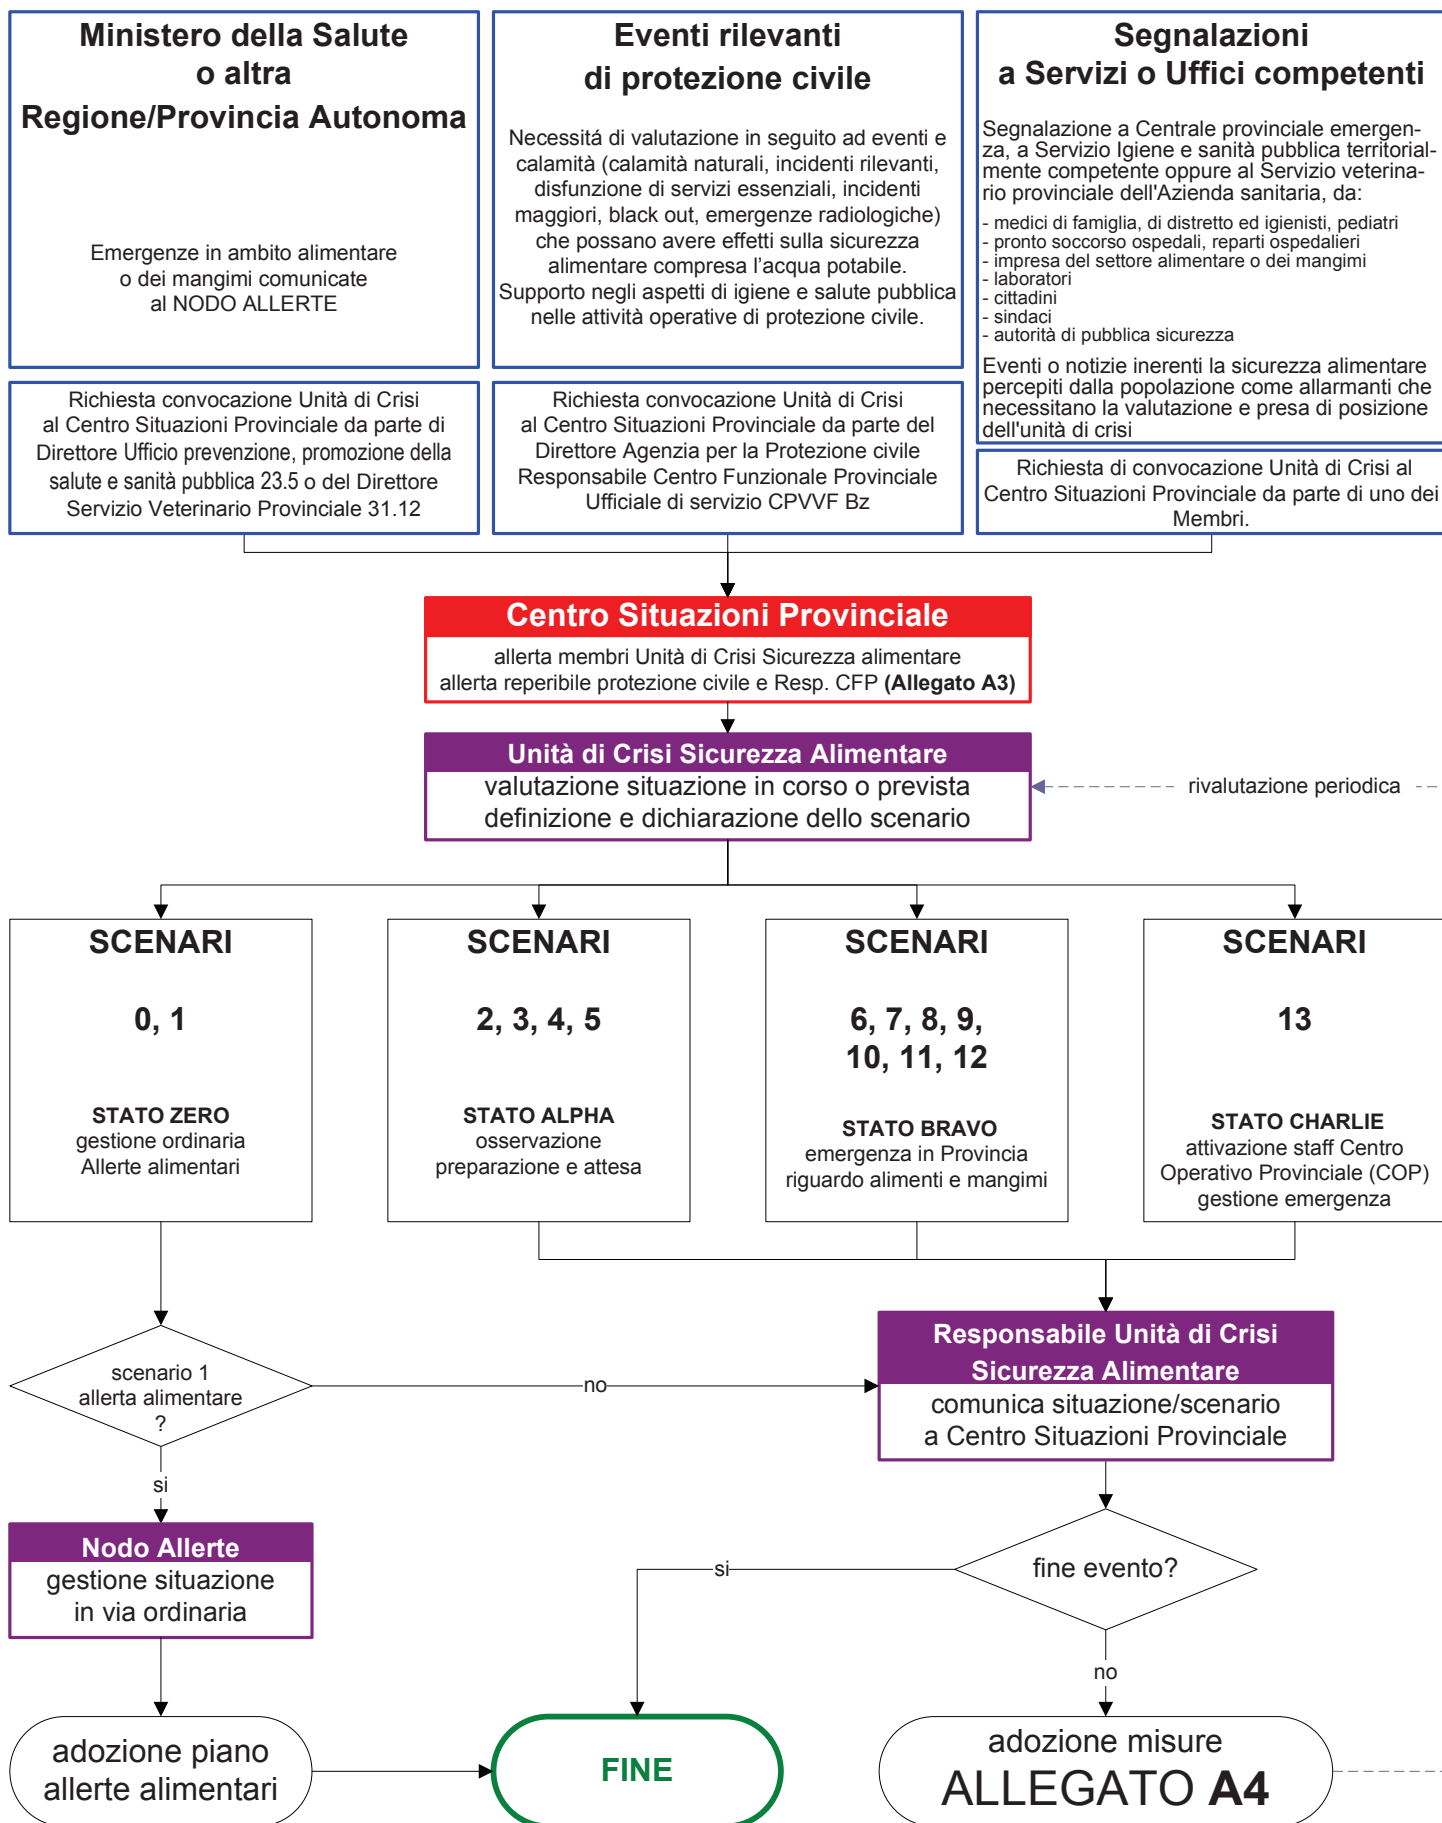 Ministero della Salute
o altra
Regione/Provincia Autonoma
Emergenze in ambito alimentare
o dei mangimi comunicate
al NODO ALLERTE
Richiesta convocazione Unità di Crisi
al Centro Situazioni Provinciale da parte di
Direttore Ufficio prevenzione, promozione della
salute e sanità pubblica 23.5 o del Direttore
Servizio Veterinario Provinciale 31.12
Eventi rilevanti
di protezione civile
Necessitá di valutazione in seguito ad eventi e
calamità (calamità naturali, incidenti rilevanti,
disfunzione di servizi essenziali, incidenti
maggiori, black out, emergenze radiologiche)
che possano avere effetti sulla sicurezza
alimentare compresa l'acqua potabile.
Supporto negli aspetti di igiene e salute pubblica
nelle attività operative di protezione civile.
Richiesta convocazione Unità di Crisi
al Centro Situazioni Provinciale da parte del
Direttore Agenzia per la Protezione civile
Responsabile Centro Funzionale Provinciale
Ufficiale di servizio CPVVF Bz
Segnalazioni
a Servizi o Uffici competenti
Segnalazione a Centrale provinciale emergen-
za, a Servizio Igiene e sanità pubblica territorial-
mente competente oppure al Servizio veterina-
rio provinciale dell'Azienda sanitaria, da:
- medici di famiglia, di distretto ed igienisti, pediatri
- pronto soccorso ospedali, reparti ospedalieri
- impresa del settore alimentare o dei mangimi
- laboratori
- cittadini
- sindaci
- autorità di pubblica sicurezza
Eventi o notizie inerenti la sicurezza alimentare
percepiti dalla popolazione come allarmanti che
necessitano la valutazione e presa di posizione
dell'unità di crisi
Richiesta di convocazione Unità di Crisi al
Centro Situazioni Provinciale da parte di uno dei
Membri.
Centro Situazioni Provinciale
allerta membri Unità di Crisi Sicurezza alimentare
allerta reperibile protezione civile e Resp. CFP (Allegato A3)
Unità di Crisi Sicurezza Alimentare
valutazione situazione in corso o prevista
definizione e dichiarazione dello scenario
rivalutazione periodica
SCENARI
0, 1
STATO ZERO
gestione ordinaria
Allerte alimentari
SCENARI
2, 3, 4, 5
STATO ALPHA
osservazione
preparazione e attesa
SCENARI
6, 7, 8, 9,
10, 11, 12
STATO BRAVO
emergenza in Provincia
riguardo alimenti e mangimi
SCENARI
13
STATO CHARLIE
attivazione staff Centro
Operativo Provinciale (COP)
gestione emergenza
scenario 1
allerta alimentare
?
no
si
Responsabile Unità di Crisi
Sicurezza Alimentare
comunica situazione/scenario
a Centro Situazioni Provinciale
Nodo Allerte
gestione situazione
in via ordinaria
fine evento?
si
no
adozione piano
allerte alimentari
FINE
adozione misure
ALLEGATO A4